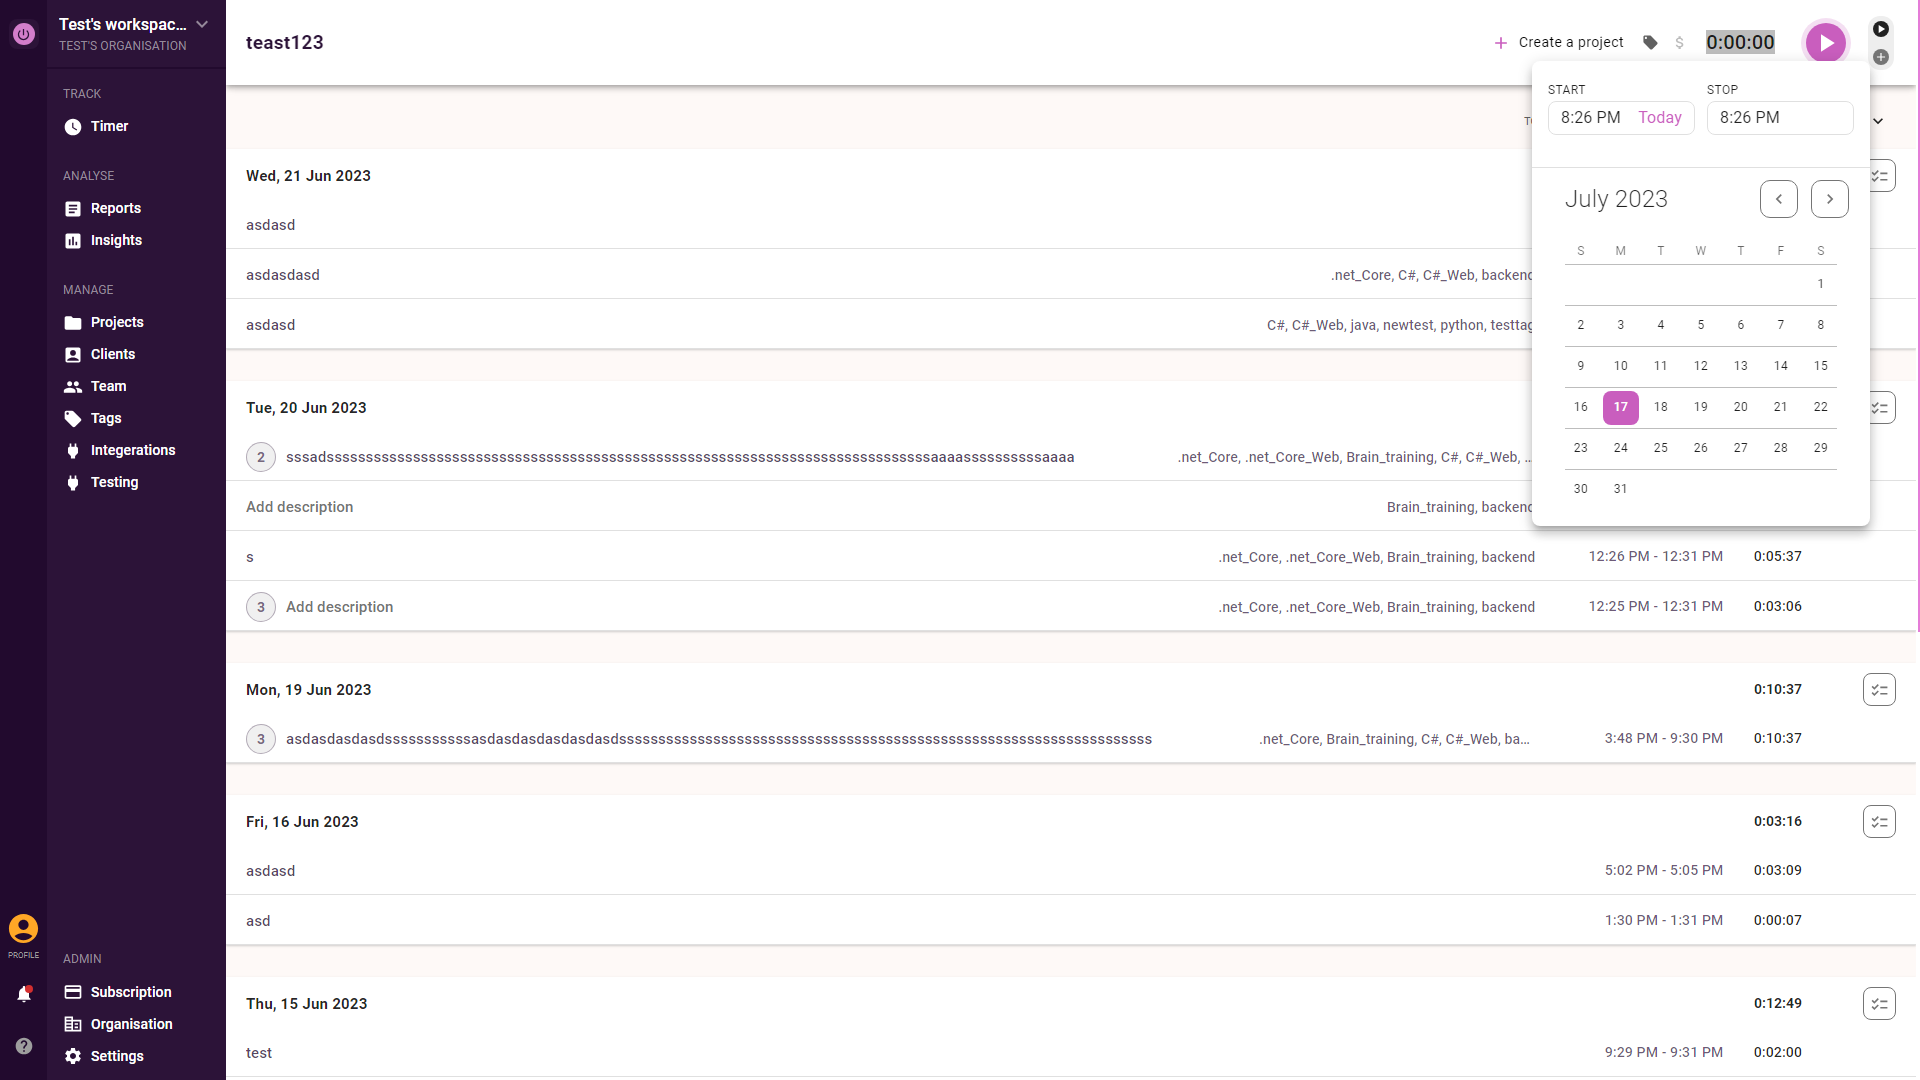 Test's workspac...
TEST'S ORGANISATION
TRACK
Timer
ANALYSE
Reports
Insights
MANAGE
Projects
Clients
Team
Tags
Integerations
Testing
PROFILE
ADMIN
Subscription
Organisation
Settings
teast123
Create a project
$
0:00:00
START
STOP
8:26 PM Today
8:26 PM
July 2023
S M T W T F S
1
2 3 4 5 6 7 8
9 10 11 12 13 14 15
16 17 18 19 20 21 22
23 24 25 26 27 28 29
30 31
Wed, 21 Jun 2023
asdasd
asdasdasd .net_Core, C#, C#_Web, backend
asdasd C#, C#_Web, java, newtest, python, testtag
Tue, 20 Jun 2023
Add description Brain_training, backend
s .net_Core, .net_Core_Web, Brain_training, backend 12:26 PM - 12:31 PM 0:05:37
3 Add description .net_Core, .net_Core_Web, Brain_training, backend 12:25 PM - 12:31 PM 0:03:06
Mon, 19 Jun 2023 0:10:37
3 .net_Core, Brain_training, C#, C#_Web, ba... 3:48 PM - 9:30 PM 0:10:37
Fri, 16 Jun 2023 0:03:16
asdasd 5:02 PM - 5:05 PM 0:03:09
asd 1:30 PM - 1:31 PM 0:00:07
Thu, 15 Jun 2023 0:12:49
test 9:29 PM - 9:31 PM 0:02:00